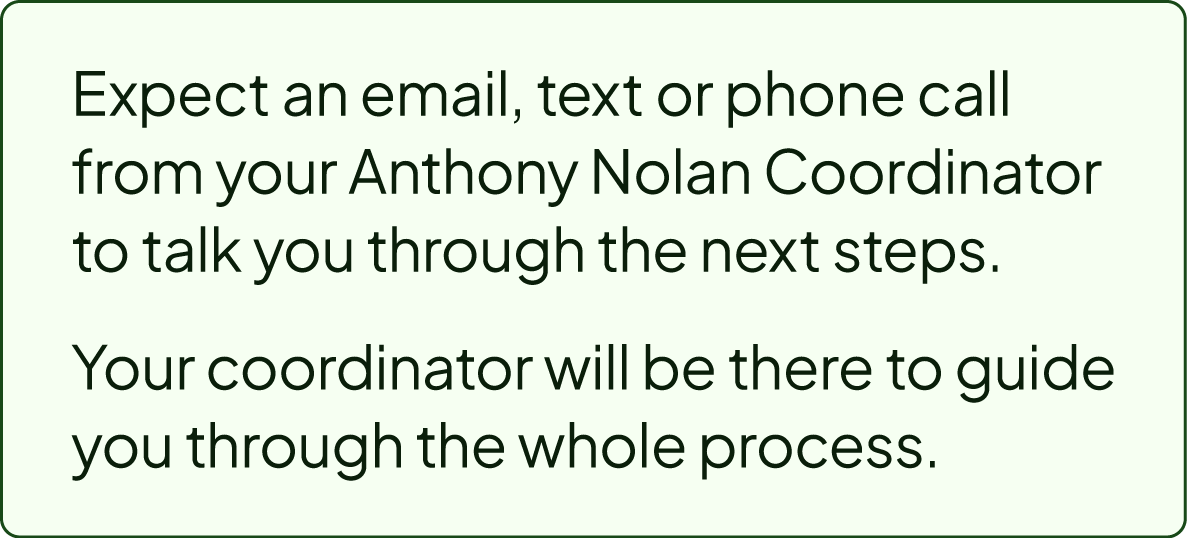 Expect an email, text or phone call
from your Anthony Nolan Coordinator
to talk you through the next steps.
Your coordinator will be there to guide
you through the whole process.